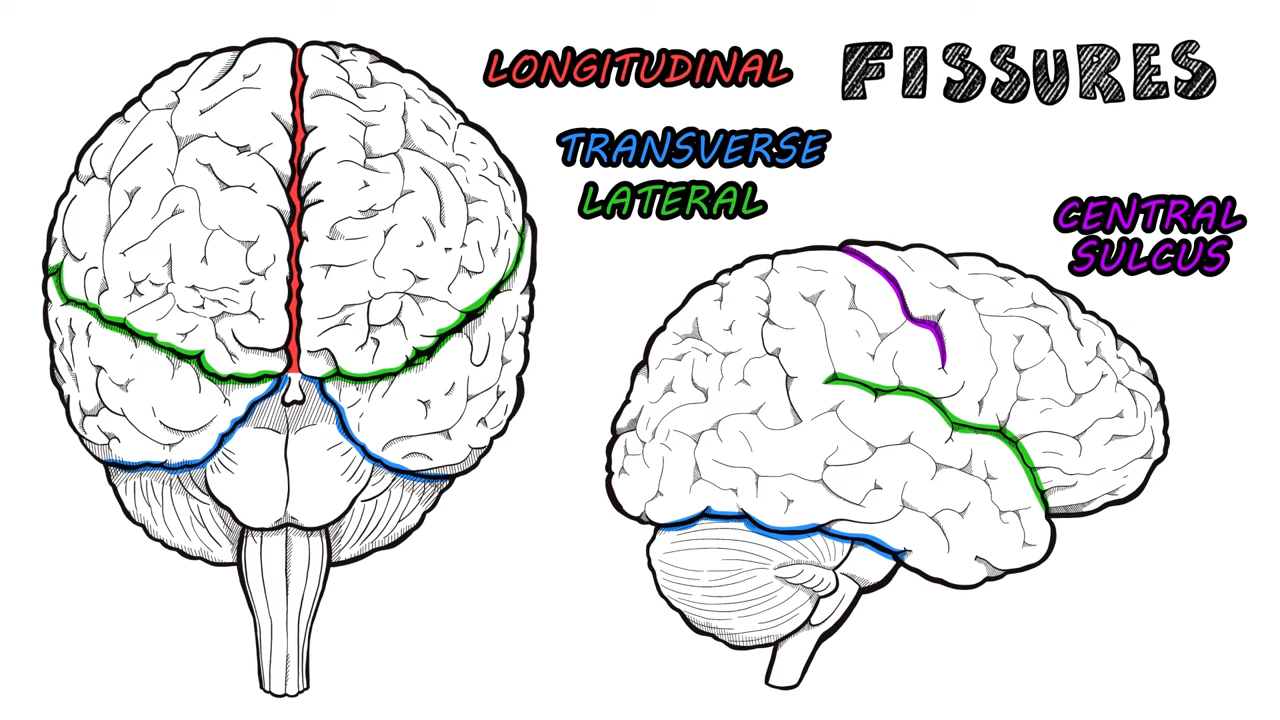 LONGITUDINAL
FISSURES
TRANSVERSE
LATERAL
CENTRAL
SULCUS